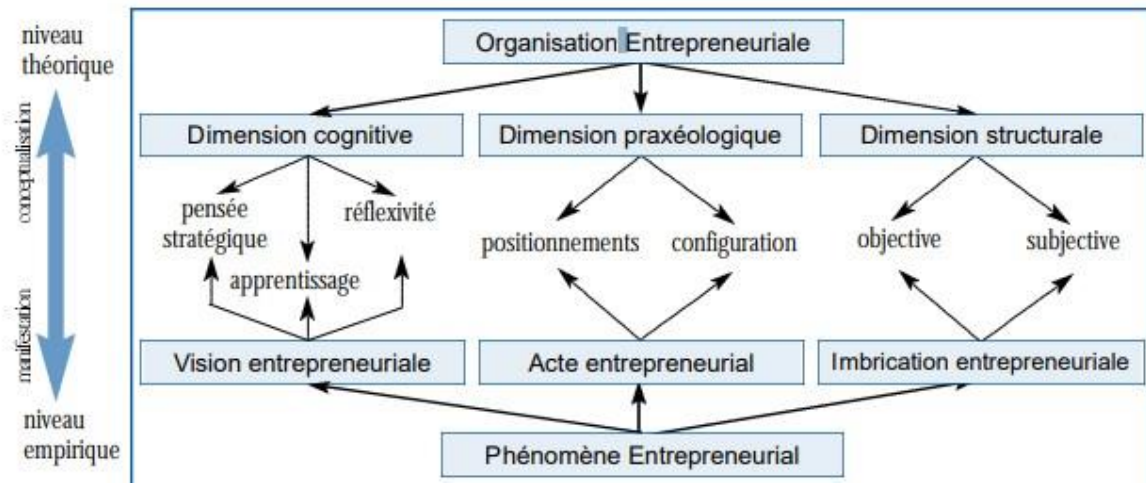 niveau
théorique
Organisation Entrepreneuriale
conceptualisation
Dimension cognitive
Dimension praxéologique
Dimension structurale
pensée
stratégique
réflexivité
apprentissage
positionnements
configuration
objective
subjective
manifestation
Vision entrepreneuriale
Acte entrepreneurial
Imbrication entrepreneuriale
niveau
empirique
Phénomène Entrepreneurial